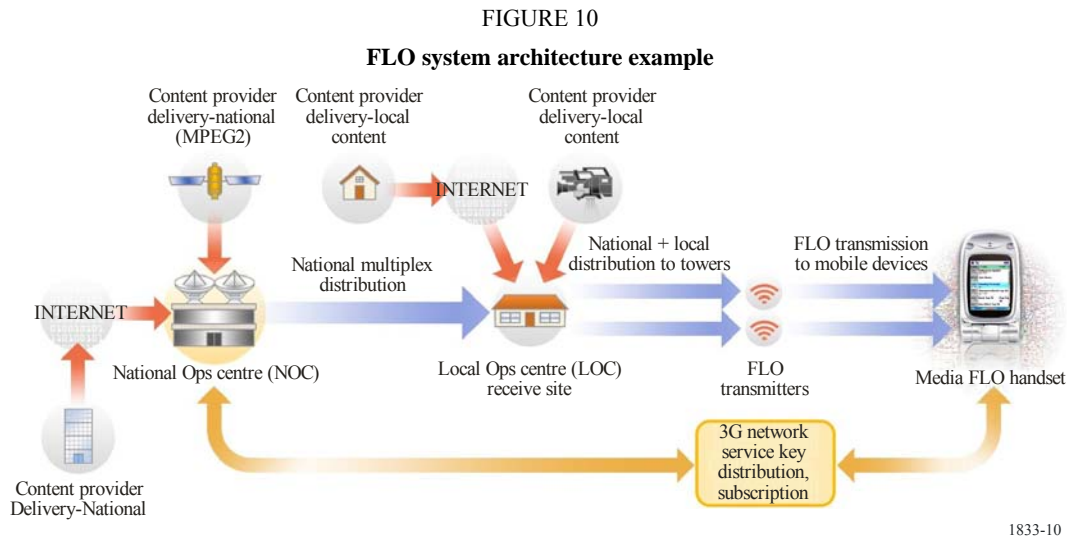 FIGURE 10
FLO system architecture example
Content provider
delivery-national
(MPEG2)
Content provider
delivery-local
content
Content provider
delivery-local
content
INTERNET
National multiplex
distribution
National + local
distribution to towers
FLO transmission
to mobile devices
INTERNET
National Ops centre (NOC)
Local Ops centre (LOC)
receive site
FLO
transmitters
Media FLO handset
3G network
service key
distribution,
subscription
Content provider
Delivery-National
1833-10